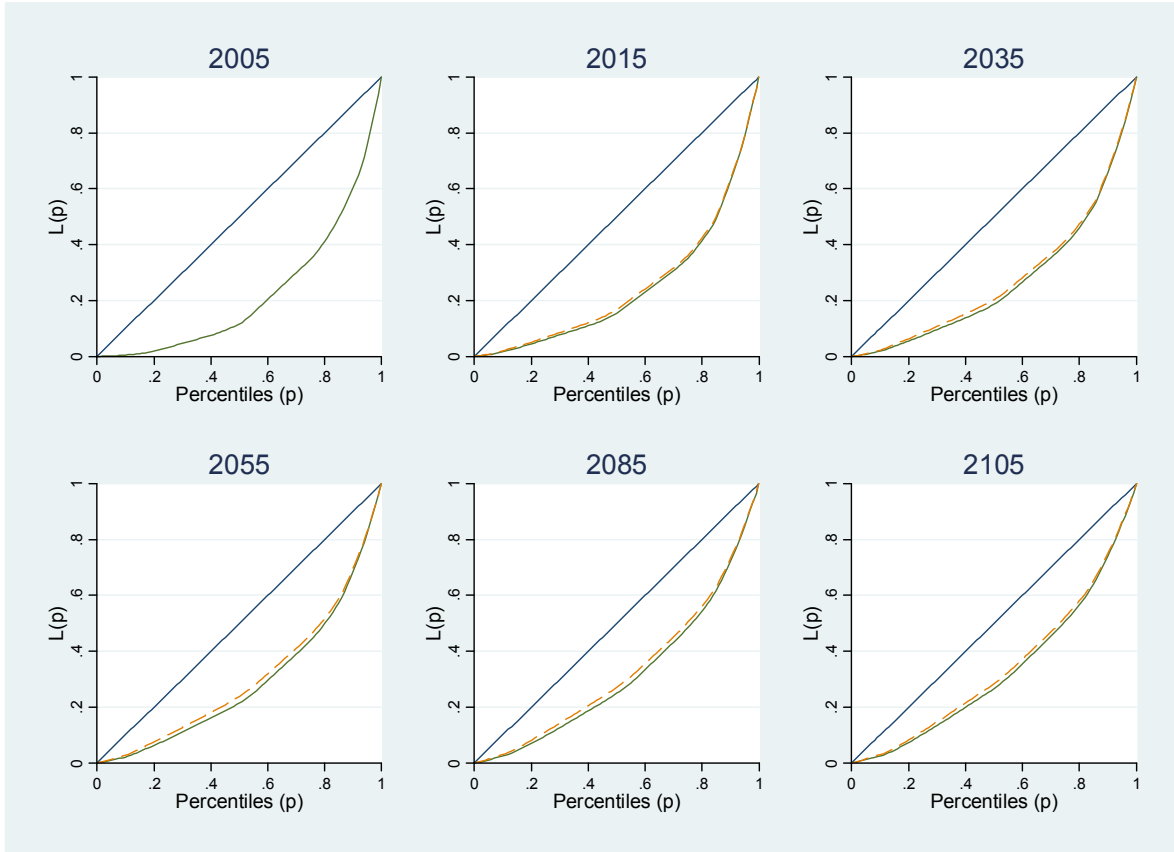 2005
2015
2035
L(p)
0 .2 .4 .6 .8 1
0 .2 .4 .6 .8 1
Percentiles (p)
L(p)
0 .2 .4 .6 .8 1
0 .2 .4 .6 .8 1
Percentiles (p)
L(p)
0 .2 .4 .6 .8 1
0 .2 .4 .6 .8 1
Percentiles (p)
2055
2085
2105
L(p)
0 .2 .4 .6 .8 1
0 .2 .4 .6 .8 1
Percentiles (p)
L(p)
0 .2 .4 .6 .8 1
0 .2 .4 .6 .8 1
Percentiles (p)
L(p)
0 .2 .4 .6 .8 1
0 .2 .4 .6 .8 1
Percentiles (p)